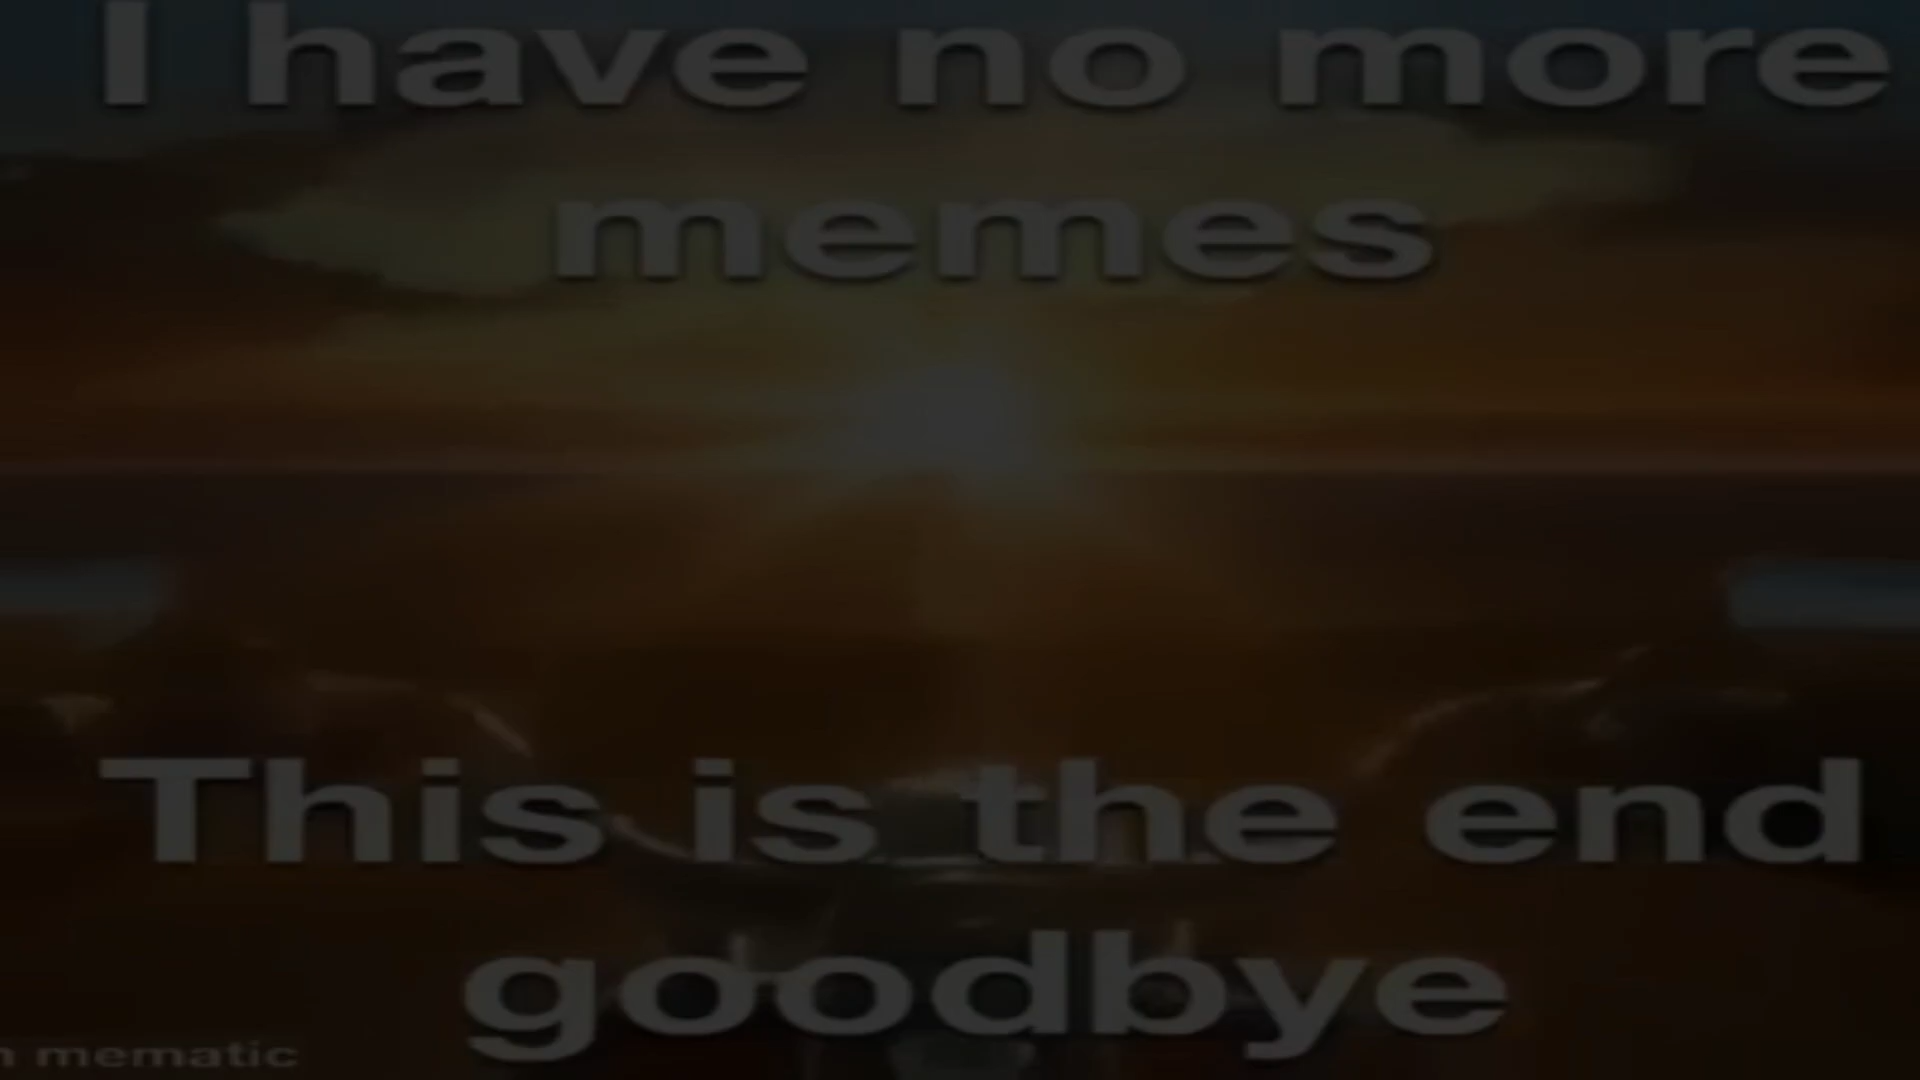 I have no more
memes
This is the end
goodbye
mematic